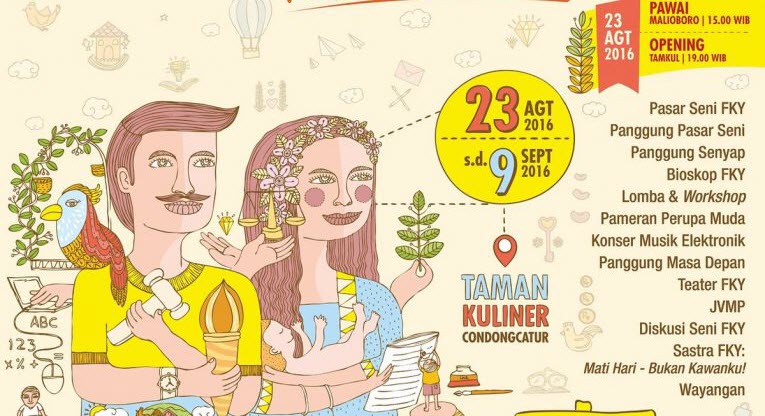 23
AGT
2016
PAWAI
MALIOBORO | 15.00 WIB
OPENING
TAMKUL | 19.00 WIB
23 AGT
2016
s.d. 9 SEPT
2016
TAMAN
KULINER
CONDONGCATUR
Pasar Seni FKY
Panggung Pasar Seni
Panggung Senyap
Bioskop FKY
Lomba & Workshop
Pameran Perupa Muda
Konser Musik Elektronik
Panggung Masa Depan
Teater FKY
JVMP
Diskusi Seni FKY
Sastra FKY:
Mati Hari - Bukan Kawanku!
Wayangan
ABC
123
x%+